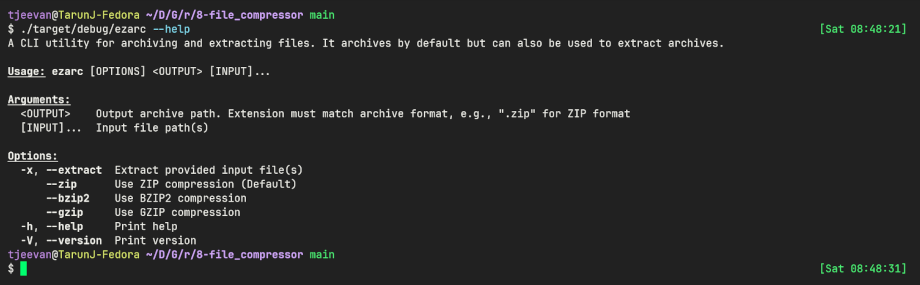 tjeevan@TarunJ-Fedora ~/D/G/r/8-file_compressor main
$ ./target/debug/ezarc --help [Sat 08:48:21]
A CLI utility for archiving and extracting files. It archives by default but can also be used to extract archives.
Usage: ezarc [OPTIONS] <OUTPUT> [INPUT]...
Arguments:
<OUTPUT> Output archive path. Extension must match archive format, e.g., ".zip" for ZIP format
[INPUT]... Input file path(s)
Options:
-x, --extract Extract provided input file(s)
--zip Use ZIP compression (Default)
--bzip2 Use BZIP2 compression
--gzip Use GZIP compression
-h, --help Print help
-V, --version Print version
tjeevan@TarunJ-Fedora ~/D/G/r/8-file_compressor main
$ [Sat 08:48:31]